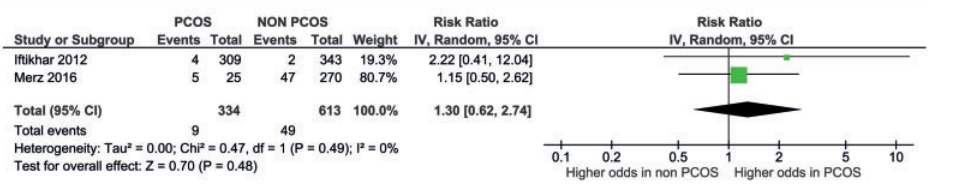 PCOS NON PCOS Risk Ratio Risk Ratio
Study or Subgroup Events Total Events Total Weight IV, Random, 95% CI IV, Random, 95% CI
Iftikhar 2012 4 309 2 343 19.3% 2.22 [0.41, 12.04]
Merz 2016 5 25 47 270 80.7% 1.15 [0.50, 2.62]
Total (95% CI) 334 613 100.0% 1.30 [0.62, 2.74]
Total events 9 49
Heterogeneity: Tau² = 0.00; Chi² = 0.47, df = 1 (P = 0.49); I² = 0%
Test for overall effect: Z = 0.70 (P = 0.48)
0.1 0.2 0.5 1 2 5 10
Higher odds in non PCOS Higher odds in PCOS